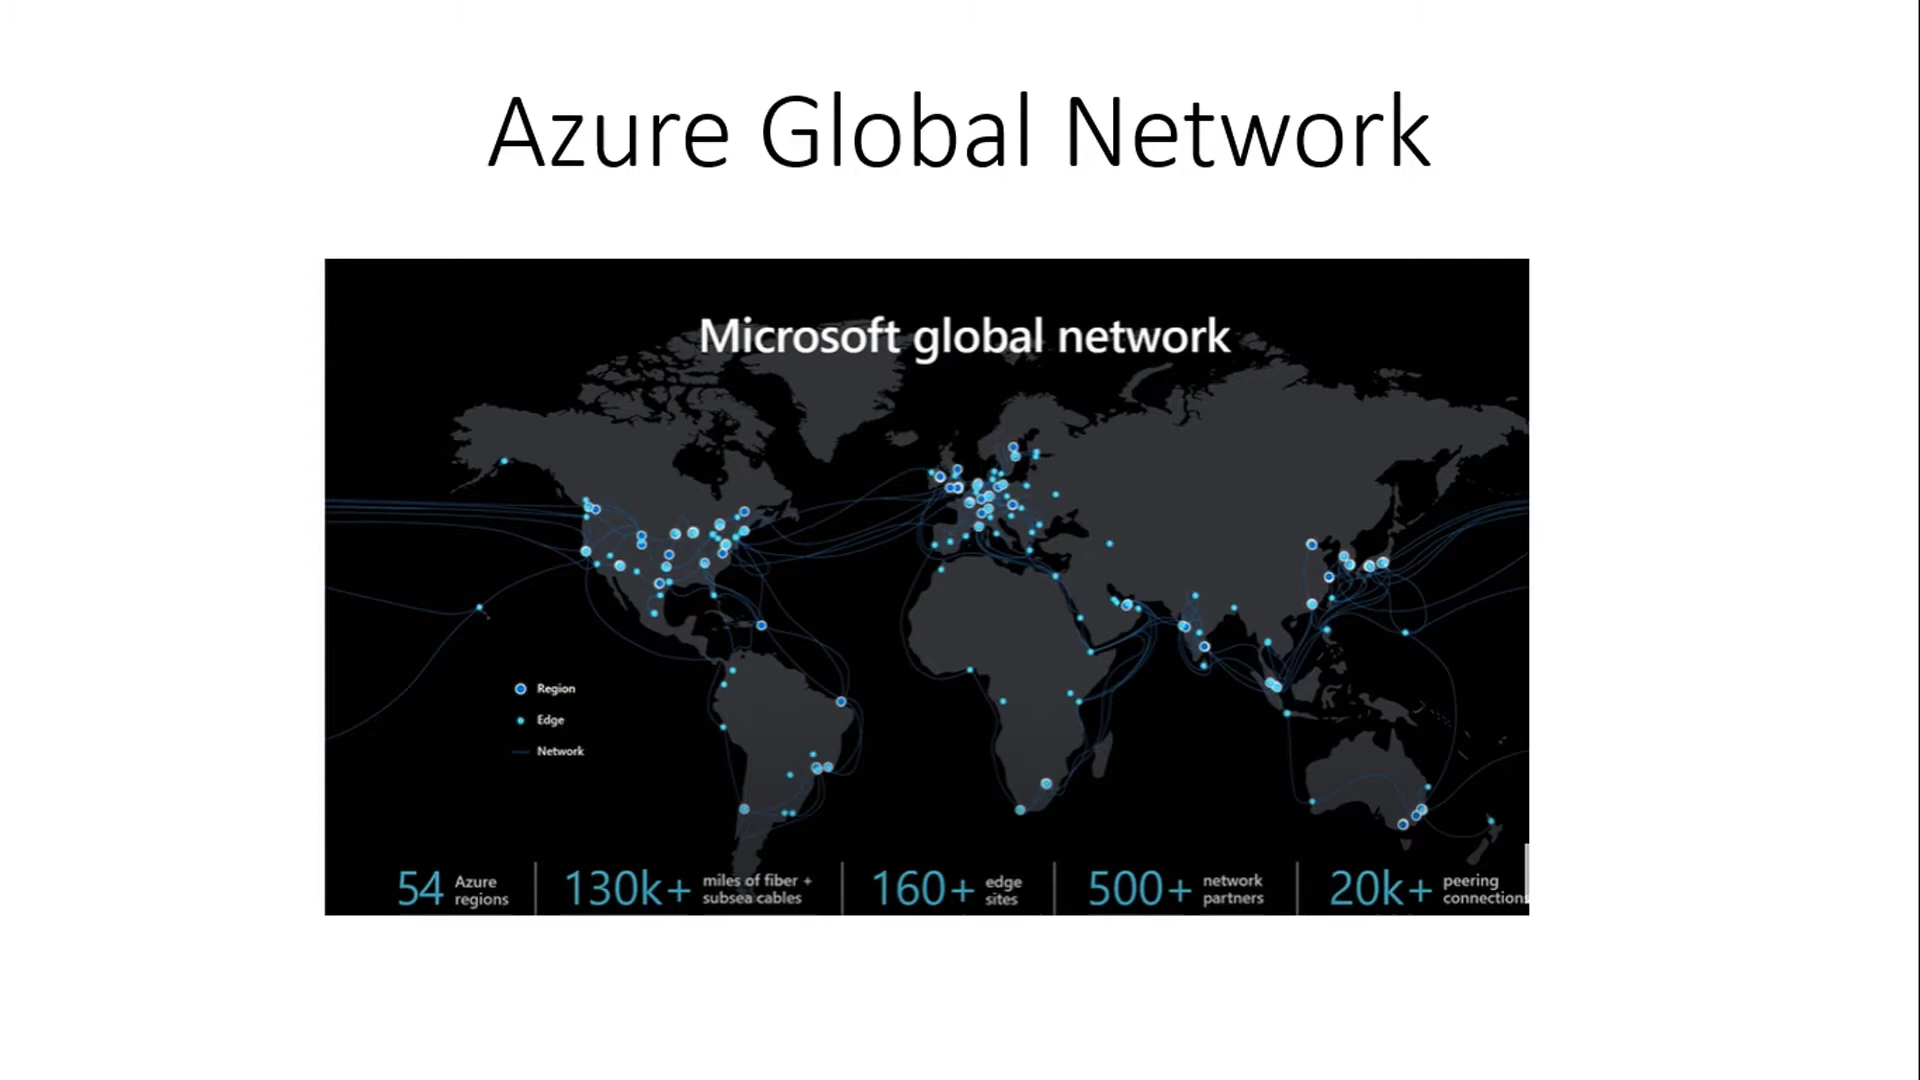 Azure Global Network
Microsoft global network
Region
Edge
Network
54 Azure regions
130k+ miles of fiber + subsea cables
160+ edge sites
500+ network partners
20k+ peering connections